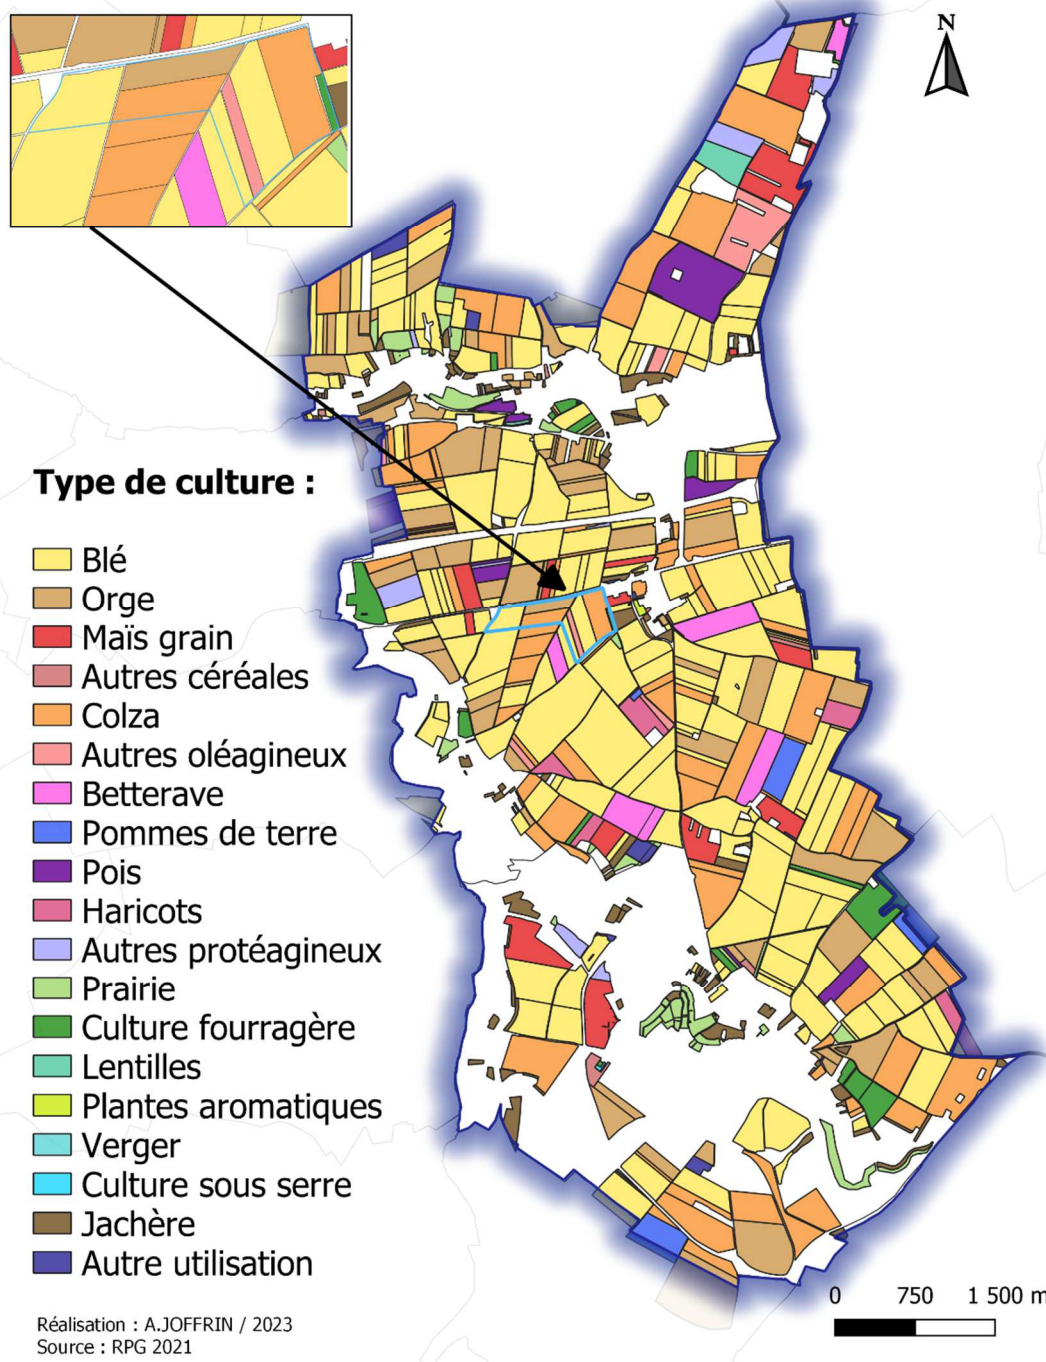 N
Type de culture :
Blé
Orge
Maïs grain
Autres céréales
Colza
Autres oléagineux
Betterave
Pommes de terre
Pois
Haricots
Autres protéagineux
Prairie
Culture fourragère
Lentilles
Plantes aromatiques
Verger
Culture sous serre
Jachère
Autre utilisation
0 750 1 500 m
Réalisation : A.JOFFRIN / 2023
Source : RPG 2021